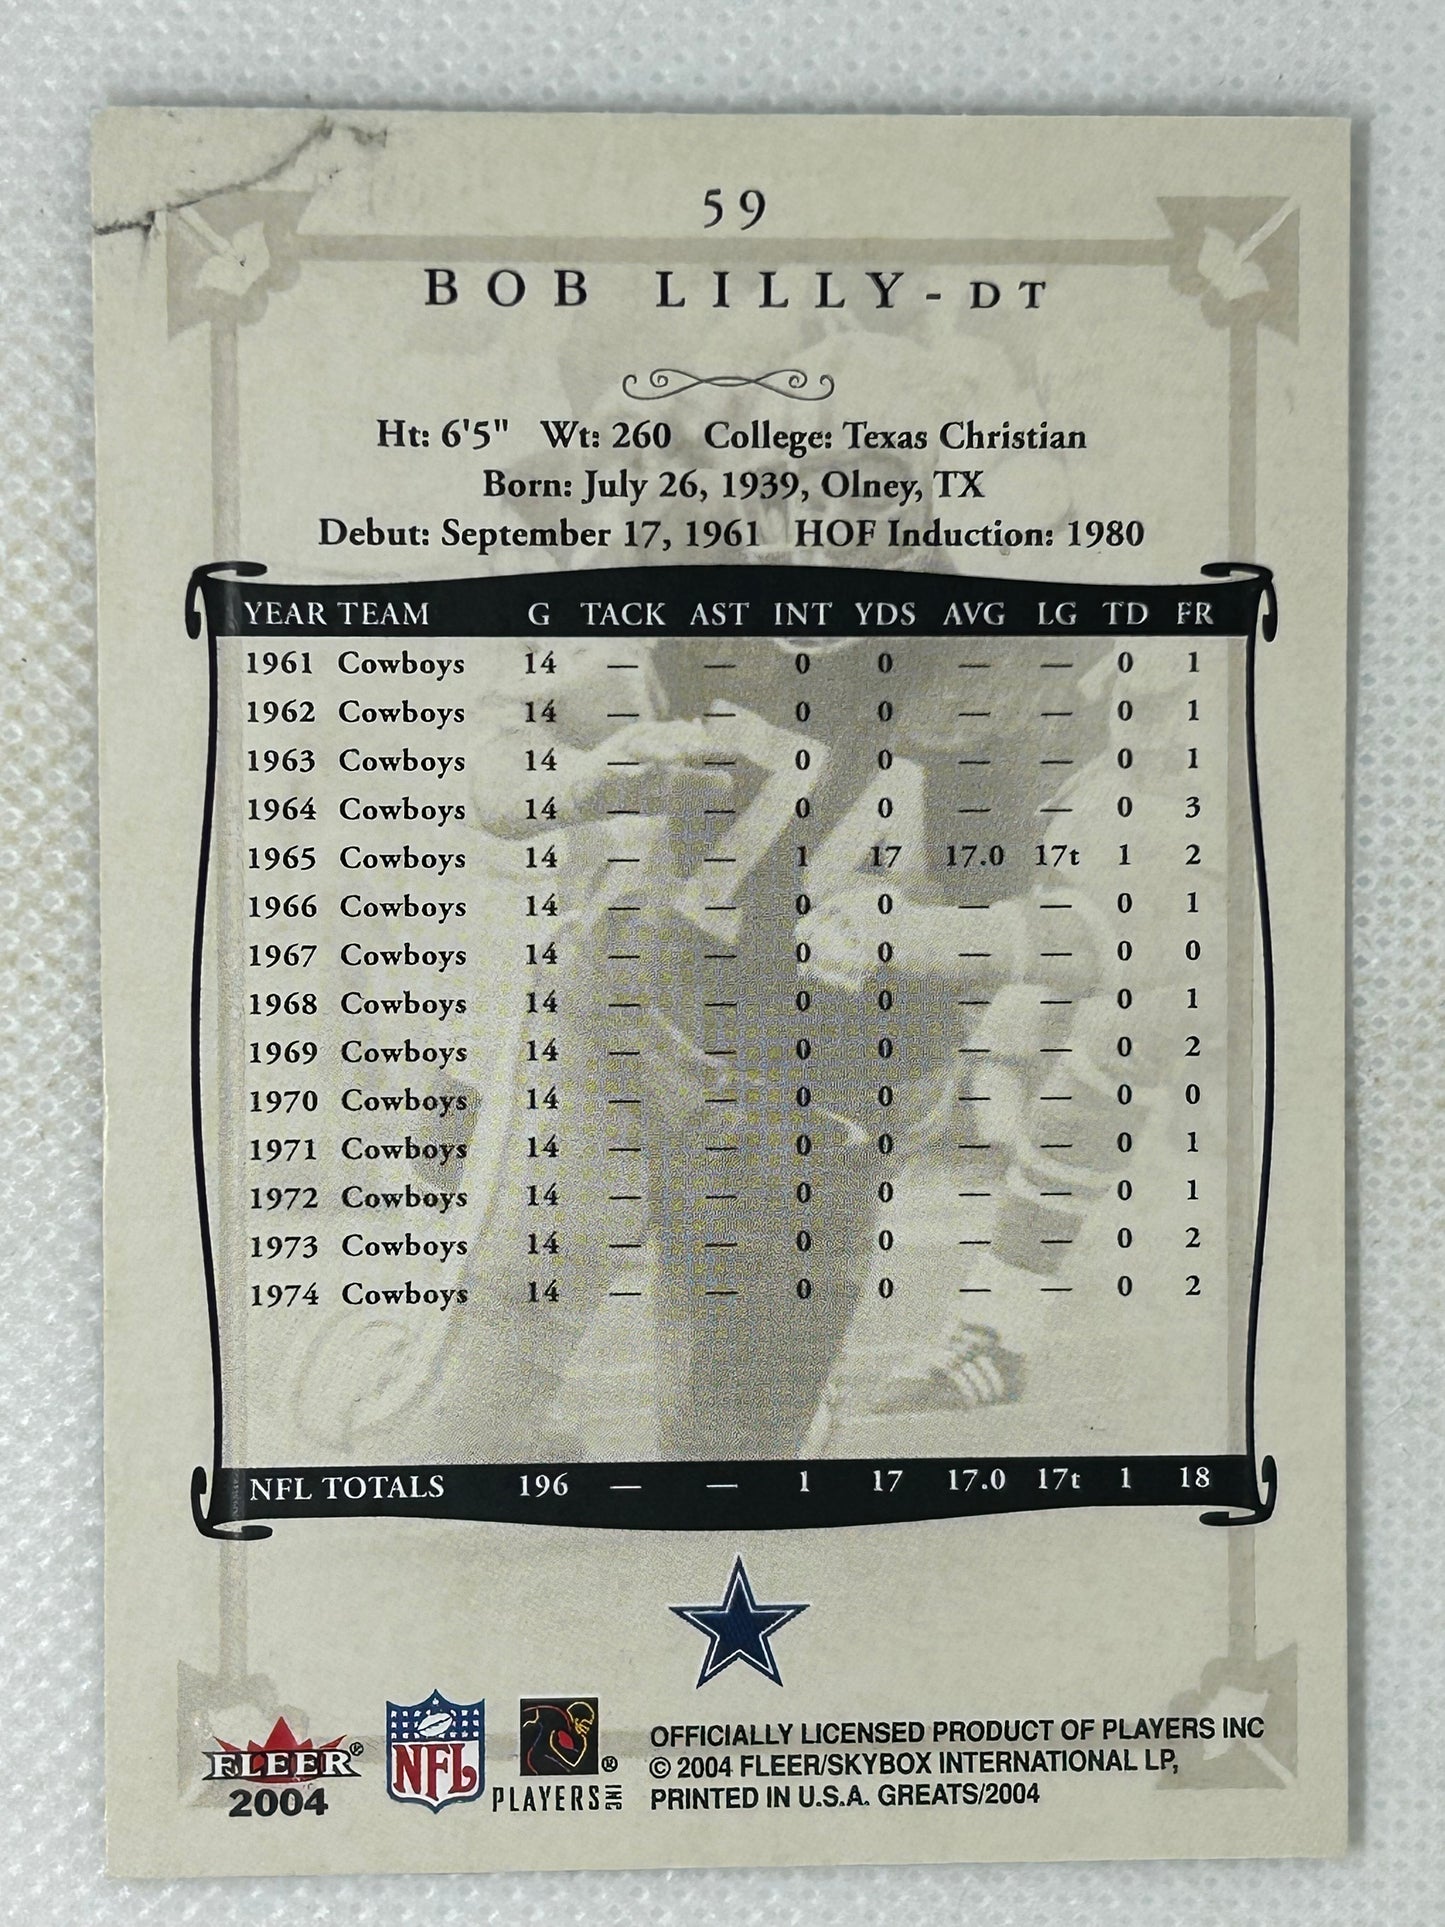 59
BOB LILLY - DT
Ht: 6'5" Wt: 260 College: Texas Christian
Born: July 26, 1939, Olney, TX
Debut: September 17, 1961 HOF Induction: 1980
YEAR TEAM G TACK AST INT YDS AVG LG TD FR
1961 Cowboys 14 — — 0 0 — — 0 1
1962 Cowboys 14 — — 0 0 — — 0 1
1963 Cowboys 14 — — 0 0 — — 0 1
1964 Cowboys 14 — — 0 0 — — 0 3
1965 Cowboys 14 — — 1 17 17.0 17t 1 2
1966 Cowboys 14 — — 0 0 — — 0 1
1967 Cowboys 14 — — 0 0 — — 0 0
1968 Cowboys 14 — — 0 0 — — 0 1
1969 Cowboys 14 — — 0 0 — — 0 2
1970 Cowboys 14 — — 0 0 — — 0 0
1971 Cowboys 14 — — 0 0 — — 0 1
1972 Cowboys 14 — — 0 0 — — 0 1
1973 Cowboys 14 — — 0 0 — — 0 2
1974 Cowboys 14 — — 0 0 — — 0 2
NFL TOTALS 196 — — 1 17 17.0 17t 1 18
74
FLEER®
2004
NFL
®
PLAYERS INC
OFFICIALLY LICENSED PRODUCT OF PLAYERS INC
© 2004 FLEER/SKYBOX INTERNATIONAL LP,
PRINTED IN U.S.A. GREATS/2004